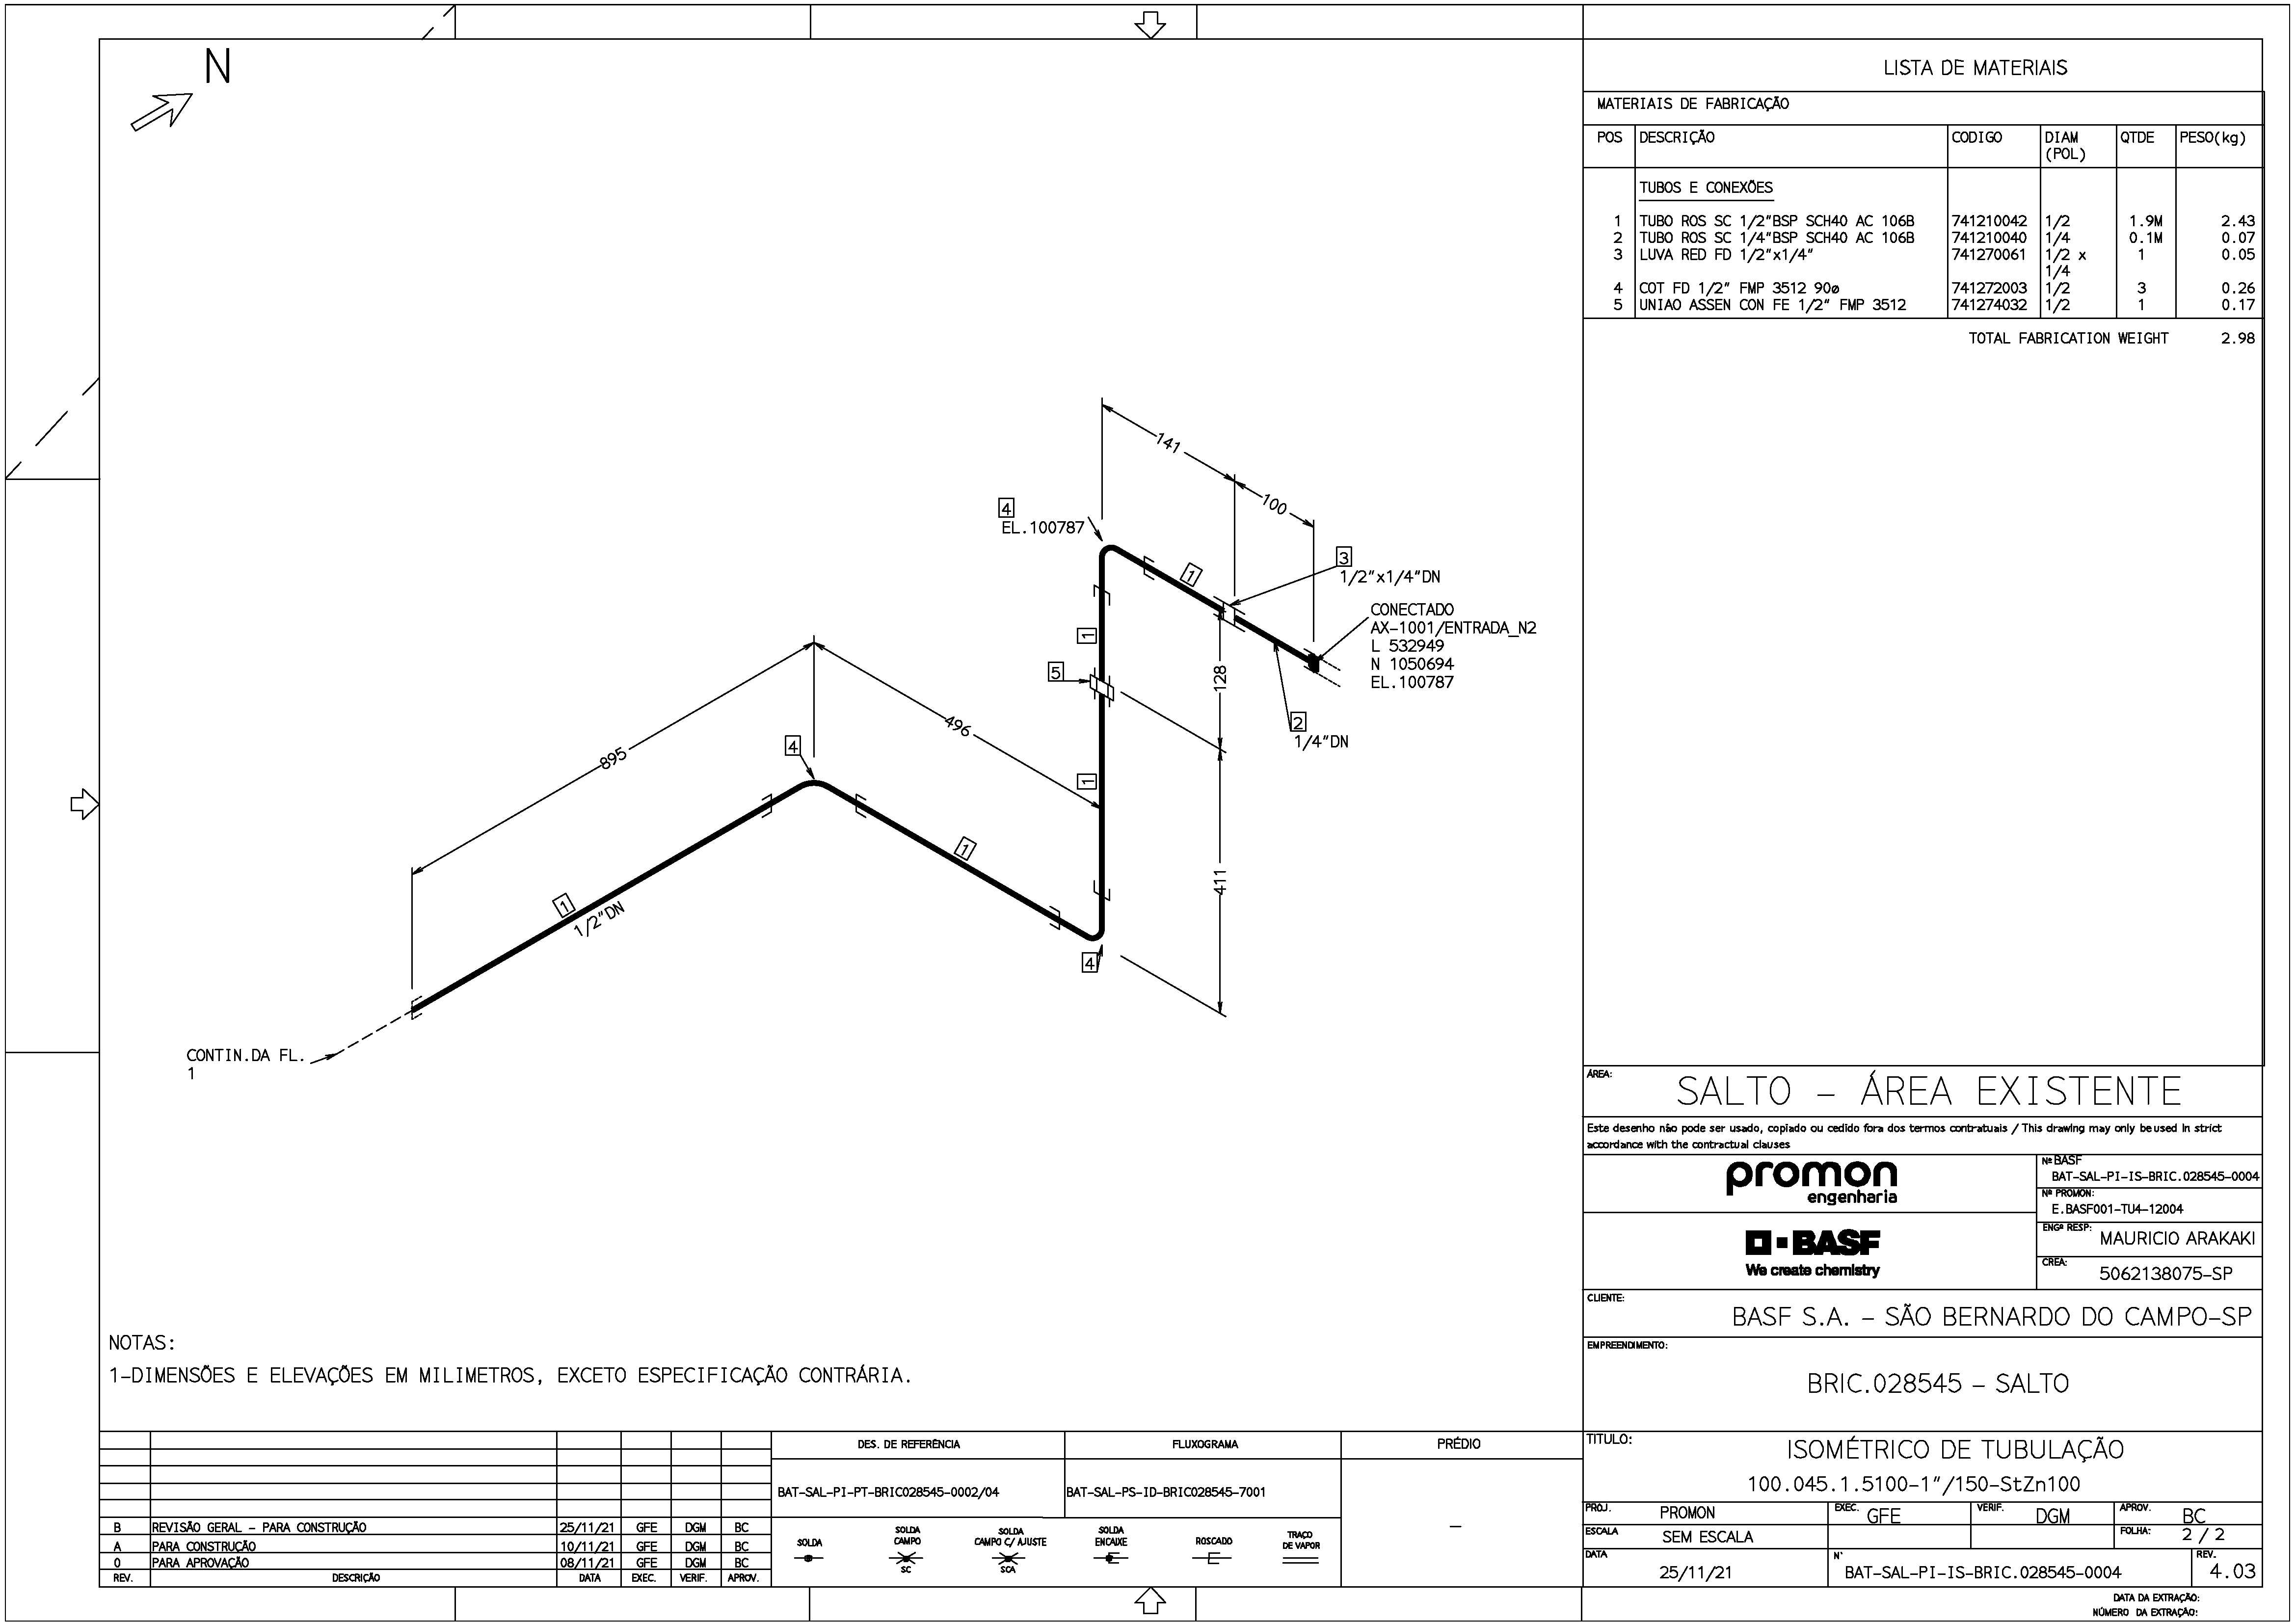 N
LISTA DE MATERIAIS
MATERIAIS DE FABRICAÇÃO
POS DESCRIÇÃO CODIGO DIAM (POL) QTDE PESO(kg)
TUBOS E CONEXÕES
1 TUBO ROS SC 1/2"BSP SCH40 AC 106B 741210042 1/2 1.9M 2.43
2 TUBO ROS SC 1/4"BSP SCH40 AC 106B 741210040 1/4 0.1M 0.07
3 LUVA RED FD 1/2"x1/4" 741270061 1/2 x 1/4 1 0.05
4 COT FD 1/2" FMP 3512 90ø 741272003 1/2 3 0.26
5 UNIAO ASSEN CON FE 1/2" FMP 3512 741274032 1/2 1 0.17
TOTAL FABRICATION WEIGHT 2.98
141
100
4
EL.100787
3
1/2"x1/4"DN
1
CONECTADO
AX-1001/ENTRADA_N2
L 532949
N 1050694
EL.100787
1
5
128
2
1/4"DN
496
895
4
1
1
411
1
1/2"DN
4
CONTIN.DA FL.
1
NOTAS:
1-DIMENSÕES E ELEVAÇÕES EM MILIMETROS, EXCETO ESPECIFICAÇÃO CONTRÁRIA.
ÁREA:
SALTO - ÁREA EXISTENTE
Este desenho não pode ser usado, copiado ou cedido fora dos termos contratuais / This drawing may only be used in strict
accordance with the contractual clauses
promon
engenharia
Nº BASF
BAT-SAL-PI-IS-BRIC.028545-0004
Nº PROMON:
E.BASF001-TU4-12004
BASF
We create chemistry
ENGº RESP:
MAURICIO ARAKAKI
CREA:
5062138075-SP
CLIENTE:
BASF S.A. - SÃO BERNARDO DO CAMPO-SP
EMPREENDIMENTO:
BRIC.028545 - SALTO
TITULO:
ISOMÉTRICO DE TUBULAÇÃO
100.045.1.5100-1"/150-StZn100
PROJ. PROMON EXEC. GFE VERIF. DGM APROV. BC
ESCALA SEM ESCALA FOLHA: 2 / 2
DATA 25/11/21 N° BAT-SAL-PI-IS-BRIC.028545-0004 REV. 4.03
DATA DA EXTRAÇÃO:
NÚMERO DA EXTRAÇÃO:
B REVISÃO GERAL - PARA CONSTRUÇÃO 25/11/21 GFE DGM BC
A PARA CONSTRUÇÃO 10/11/21 GFE DGM BC
0 PARA APROVAÇÃO 08/11/21 GFE DGM BC
REV. DESCRIÇÃO DATA EXEC. VERIF. APROV.
DES. DE REFERÊNCIA FLUXOGRAMA PRÉDIO
BAT-SAL-PI-PT-BRIC028545-0002/04 BAT-SAL-PS-ID-BRIC028545-7001
-
SOLDA
SOLDA CAMPO
SC
SOLDA CAMPO C/ AJUSTE
SCA
SOLDA ENCAIXE
ROSCADO
TRAÇO DE VAPOR